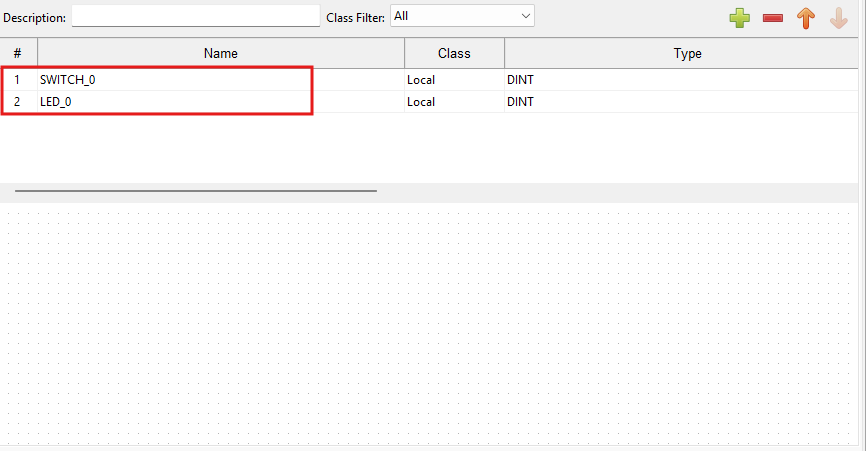 Description: Class Filter: All
# Name Class Type
1 SWITCH_0 Local DINT
2 LED_0 Local DINT